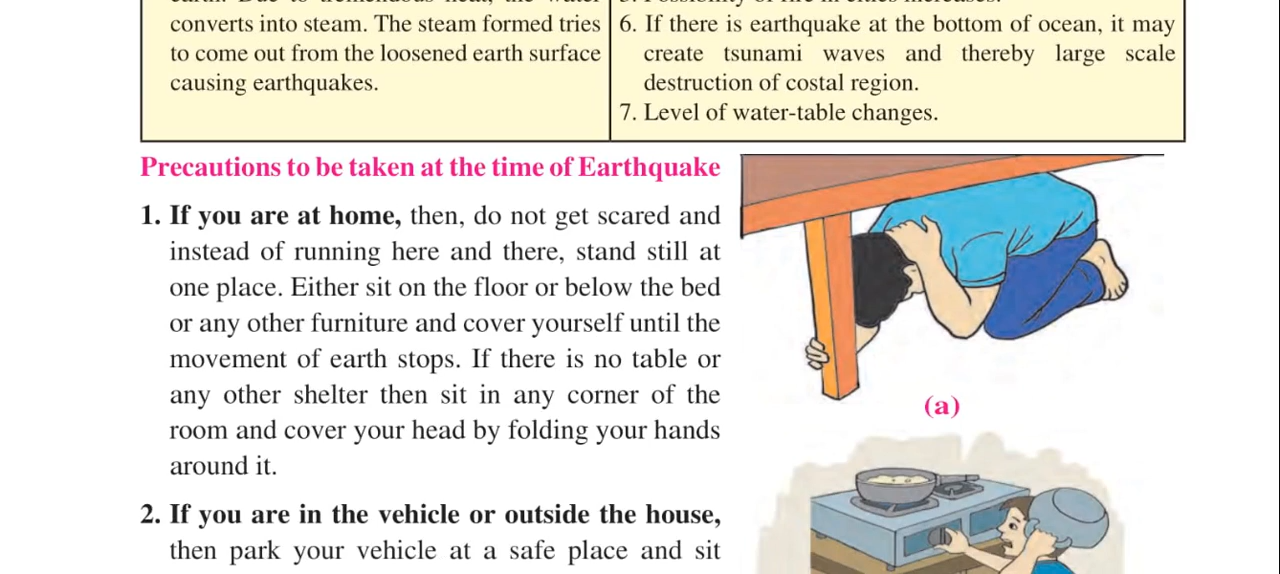 converts into steam. The steam formed tries
to come out from the loosened earth surface
causing earthquakes.
6. If there is earthquake at the bottom of ocean, it may
create tsunami waves and thereby large scale
destruction of costal region.
7. Level of water-table changes.
Precautions to be taken at the time of Earthquake
1. If you are at home, then, do not get scared and
instead of running here and there, stand still at
one place. Either sit on the floor or below the bed
or any other furniture and cover yourself until the
movement of earth stops. If there is no table or
any other shelter then sit in any corner of the
room and cover your head by folding your hands
around it.
2. If you are in the vehicle or outside the house,
then park your vehicle at a safe place and sit
(a)